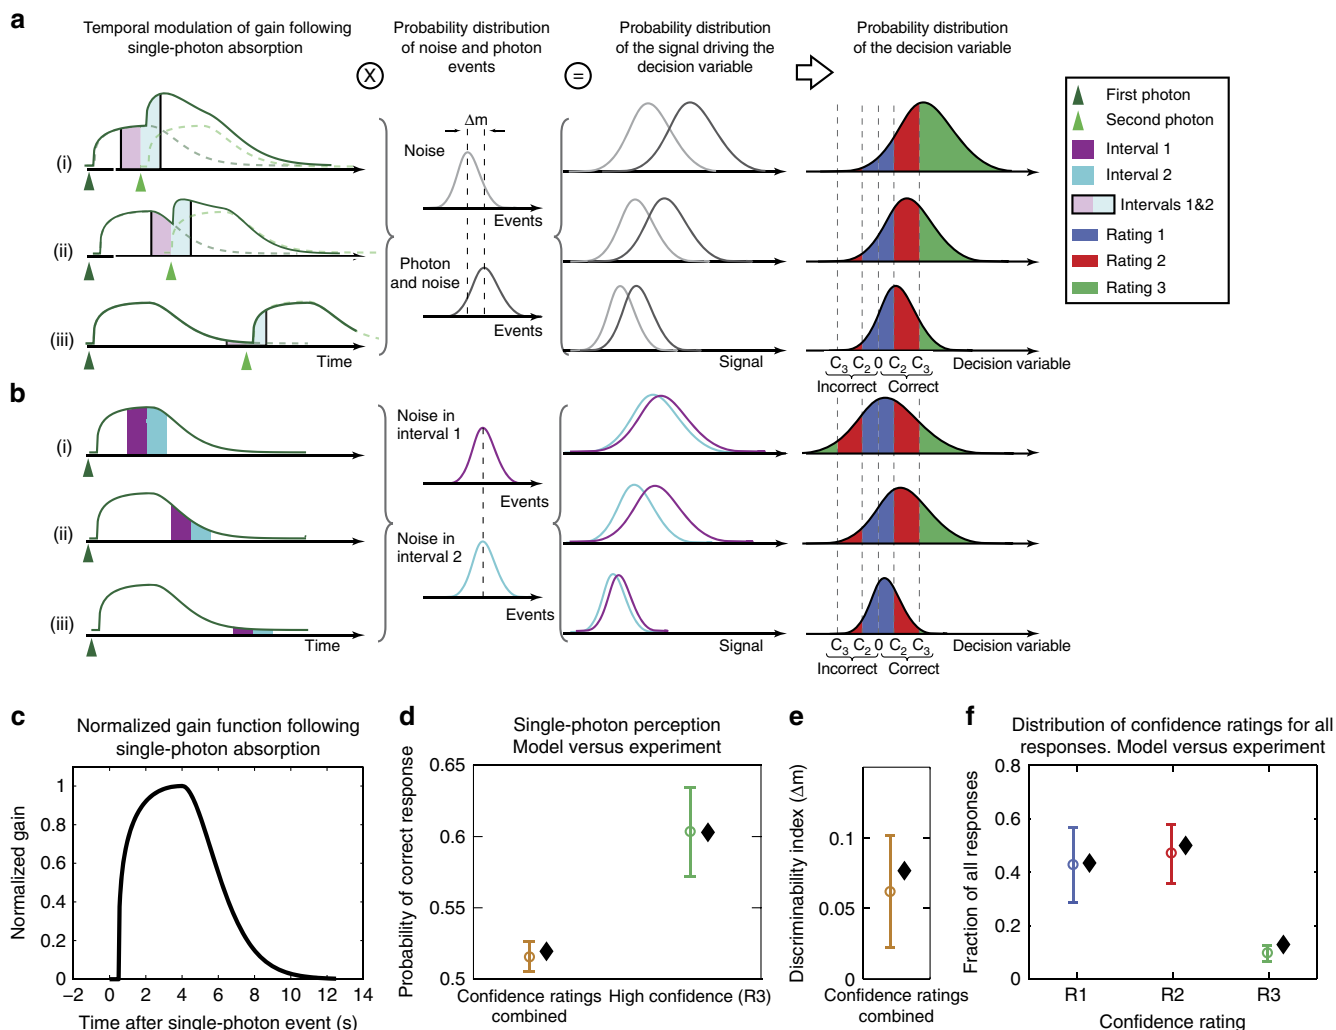 a
Temporal modulation of gain following
single-photon absorption
X
Probability distribution
of noise and photon
events
=
Probability distribution
of the signal driving the
decision variable
Probability distribution
of the decision variable
First photon
Second photon
Interval 1
Interval 2
Intervals 1&2
Rating 1
Rating 2
Rating 3
(i)
(ii)
(iii)
Time
Δm
Noise
Events
Photon
and noise
Events
Signal
C3 C2 0 C2 C3
Decision variable
Incorrect Correct
b
(i)
(ii)
(iii)
Time
Noise in
interval 1
Events
Noise in
interval 2
Events
Signal
C3 C2 0 C2 C3
Decision variable
Incorrect Correct
c
Normalized gain function following
single-photon absorption
Normalized gain
1
0.8
0.6
0.4
0.2
0
−2 0 2 4 6 8 10 12 14
Time after single-photon event (s)
d
Single-photon perception
Model versus experiment
Probability of correct response
0.65
0.6
0.55
0.5
Confidence ratings
combined
High confidence (R3)
e
Discriminability index (Δm)
0.1
0.05
0
Confidence ratings
combined
f
Distribution of confidence ratings for all
responses. Model versus experiment
Fraction of all responses
0.8
0.6
0.4
0.2
0
R1 R2 R3
Confidence rating